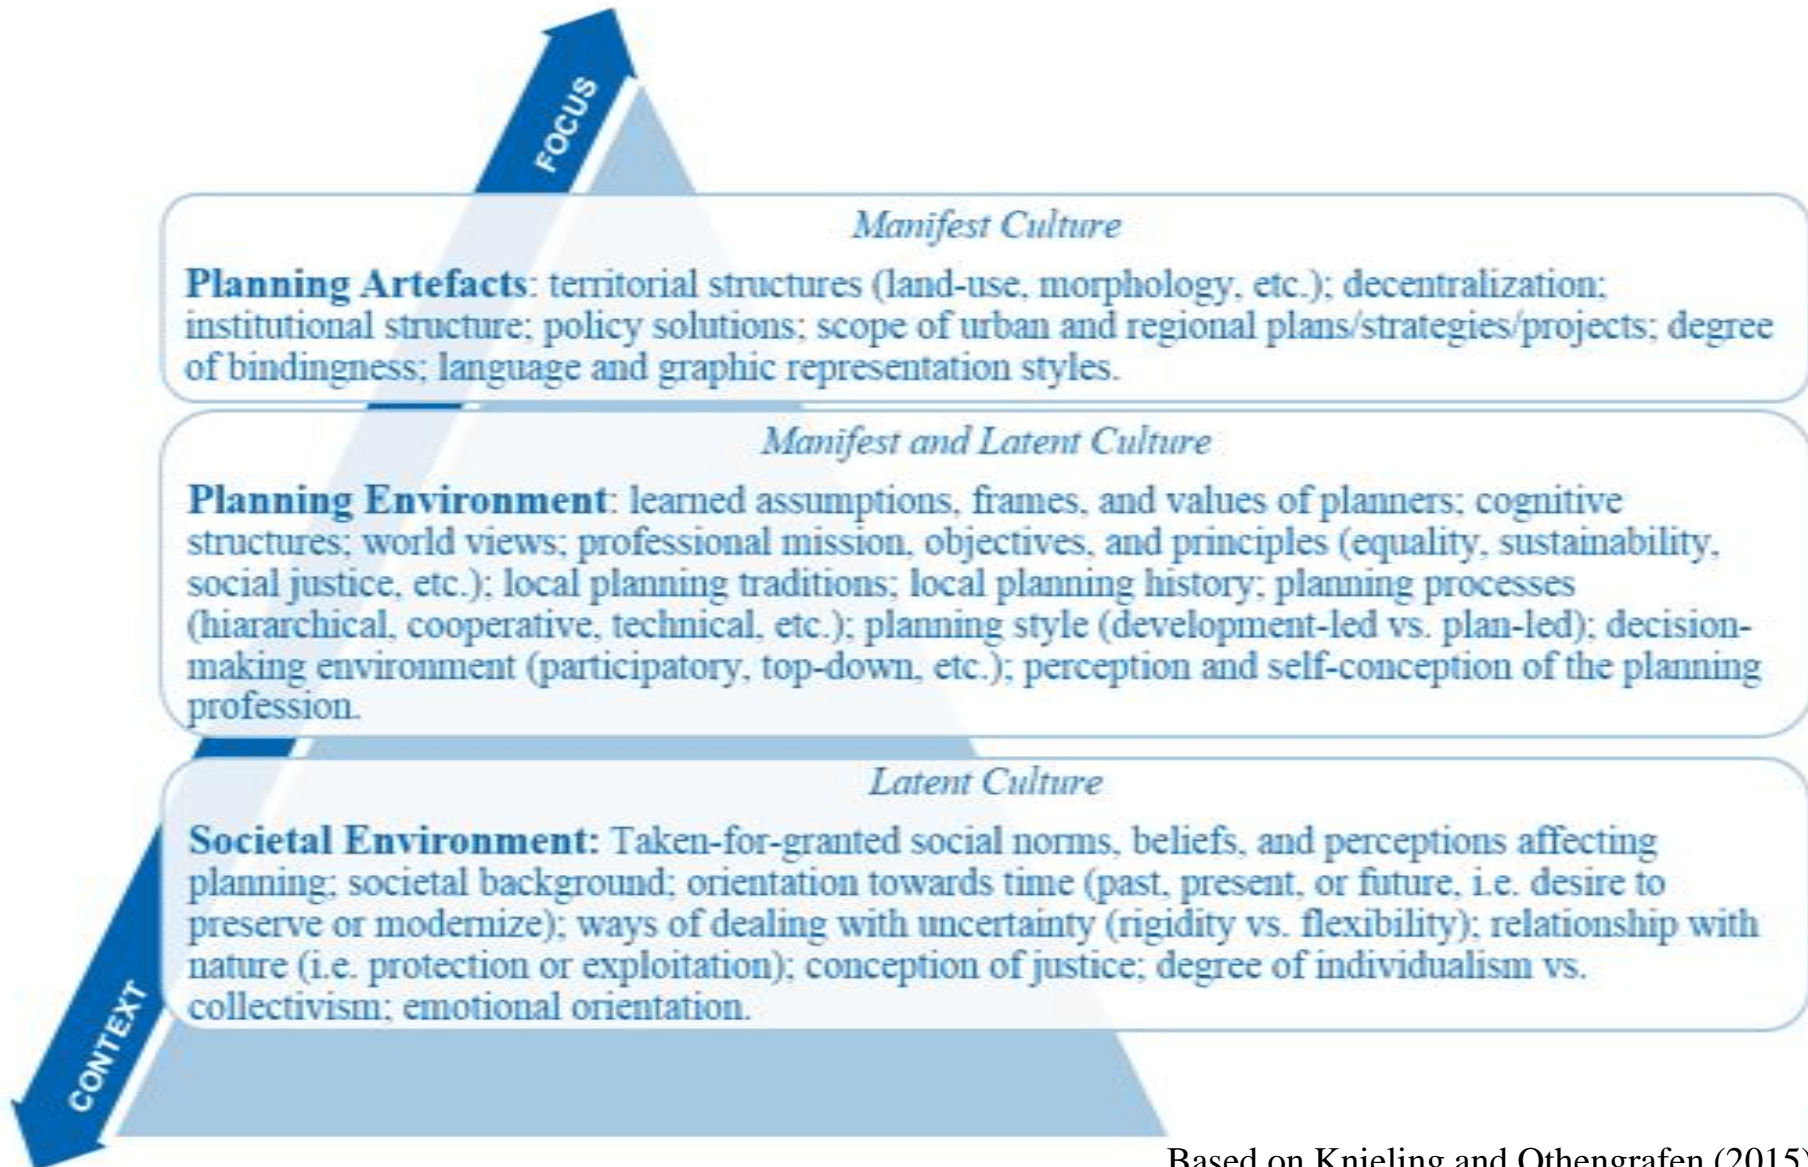 FOCUS
Manifest Culture
Planning Artefacts: territorial structures (land-use, morphology, etc.); decentralization;
institutional structure; policy solutions; scope of urban and regional plans/strategies/projects; degree
of bindingness; language and graphic representation styles.
Manifest and Latent Culture
Planning Environment: learned assumptions, frames, and values of planners; cognitive
structures; world views; professional mission, objectives, and principles (equality, sustainability,
social justice, etc.); local planning traditions; local planning history; planning processes
(hiararchical, cooperative, technical, etc.); planning style (development-led vs. plan-led); decision-
making environment (participatory, top-down, etc.); perception and self-conception of the planning
profession.
Latent Culture
Societal Environment: Taken-for-granted social norms, beliefs, and perceptions affecting
planning; societal background; orientation towards time (past, present, or future, i.e. desire to
preserve or modernize); ways of dealing with uncertainty (rigidity vs. flexibility); relationship with
nature (i.e. protection or exploitation); conception of justice; degree of individualism vs.
collectivism; emotional orientation.
CONTEXT
Based on Knieling and Othengrafen (2015)